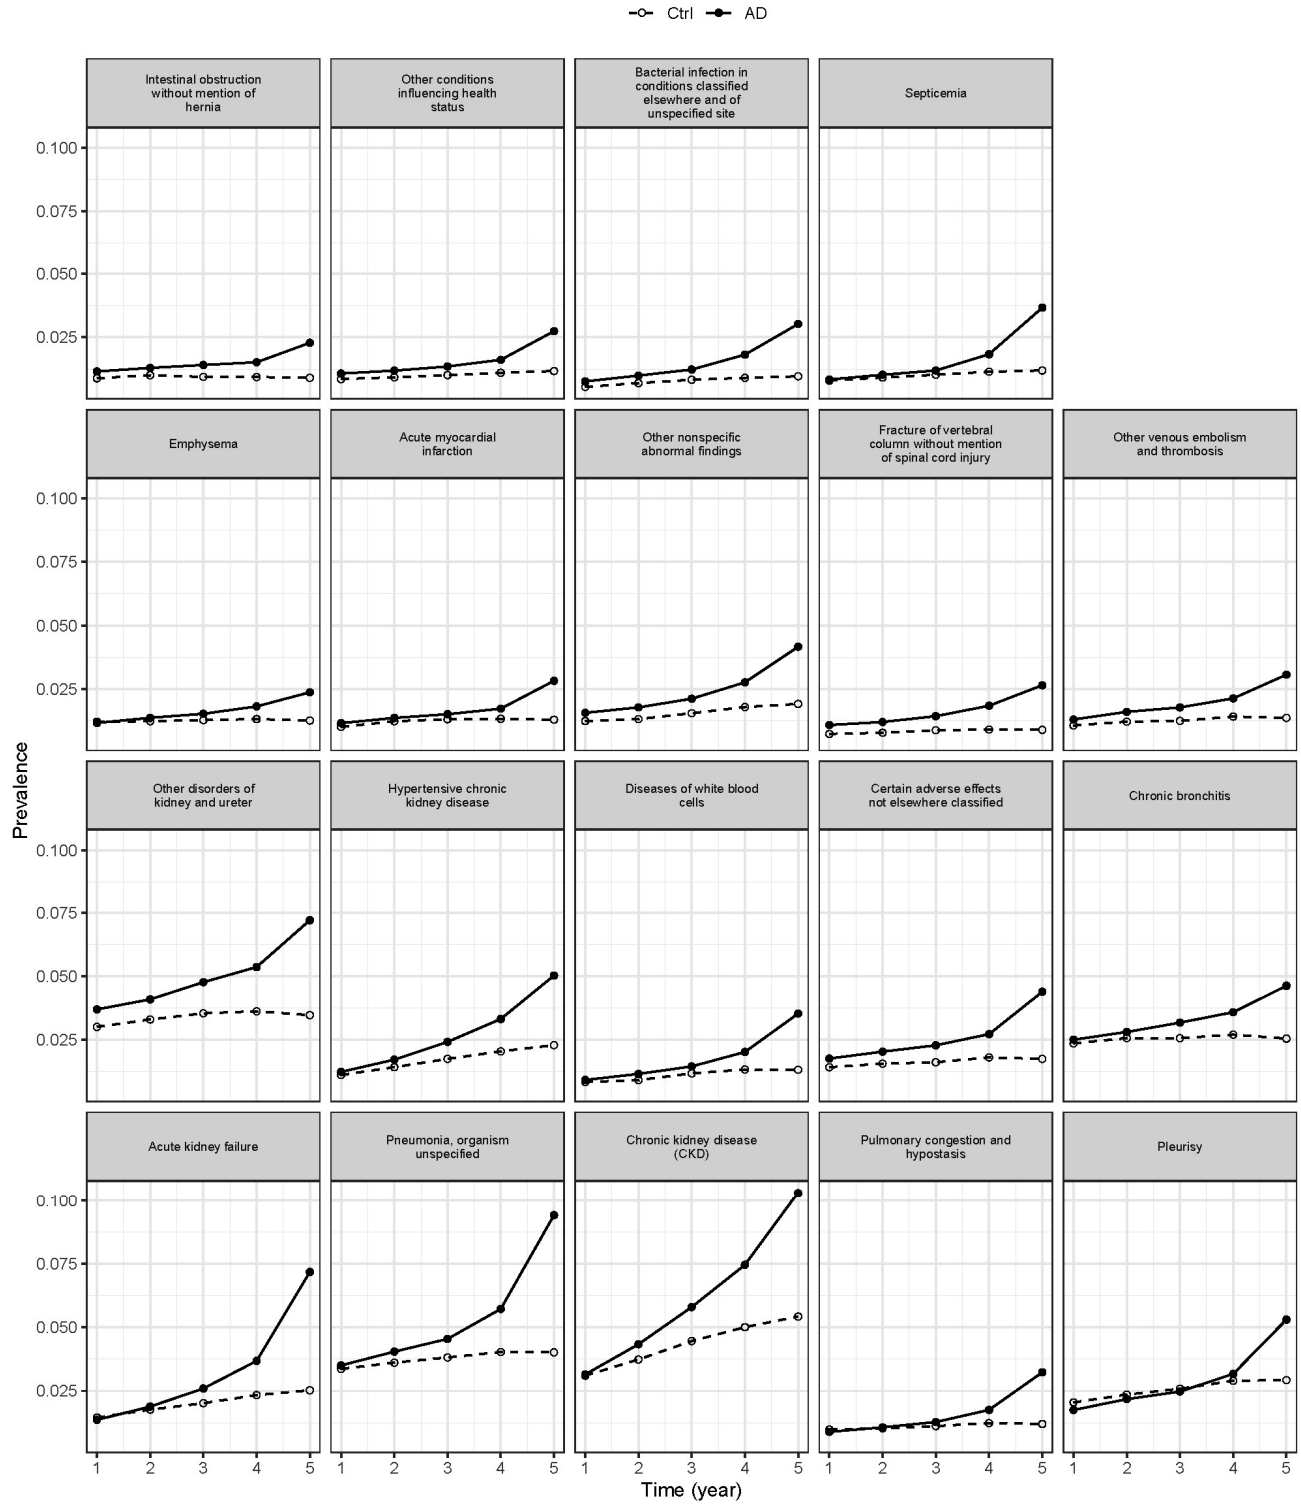 Ctrl AD
Intestinal obstruction
without mention of
hernia
Other conditions
influencing health
status
Bacterial infection in
conditions classified
elsewhere and of
unspecified site
Septicemia
0.100
0.075
0.050
0.025
Emphysema
Acute myocardial
infarction
Other nonspecific
abnormal findings
Fracture of vertebral
column without mention
of spinal cord injury
Other venous embolism
and thrombosis
0.100
0.075
0.050
0.025
Prevalence
Other disorders of
kidney and ureter
Hypertensive chronic
kidney disease
Diseases of white blood
cells
Certain adverse effects
not elsewhere classified
Chronic bronchitis
0.100
0.075
0.050
0.025
Acute kidney failure
Pneumonia, organism
unspecified
Chronic kidney disease
(CKD)
Pulmonary congestion and
hypostasis
Pleurisy
0.100
0.075
0.050
0.025
1 2 3 4 5 1 2 3 4 5 1 2 3 4 5 1 2 3 4 5 1 2 3 4 5
Time (year)